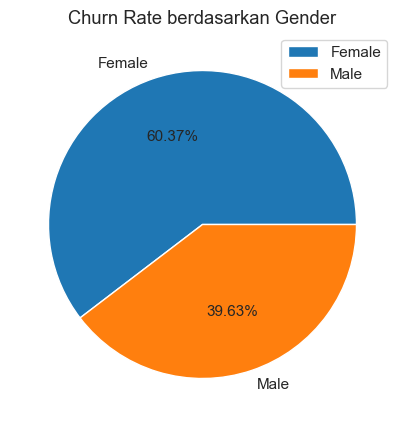 Churn Rate berdasarkan Gender
Female
Male
Female
60.37%
39.63%
Male